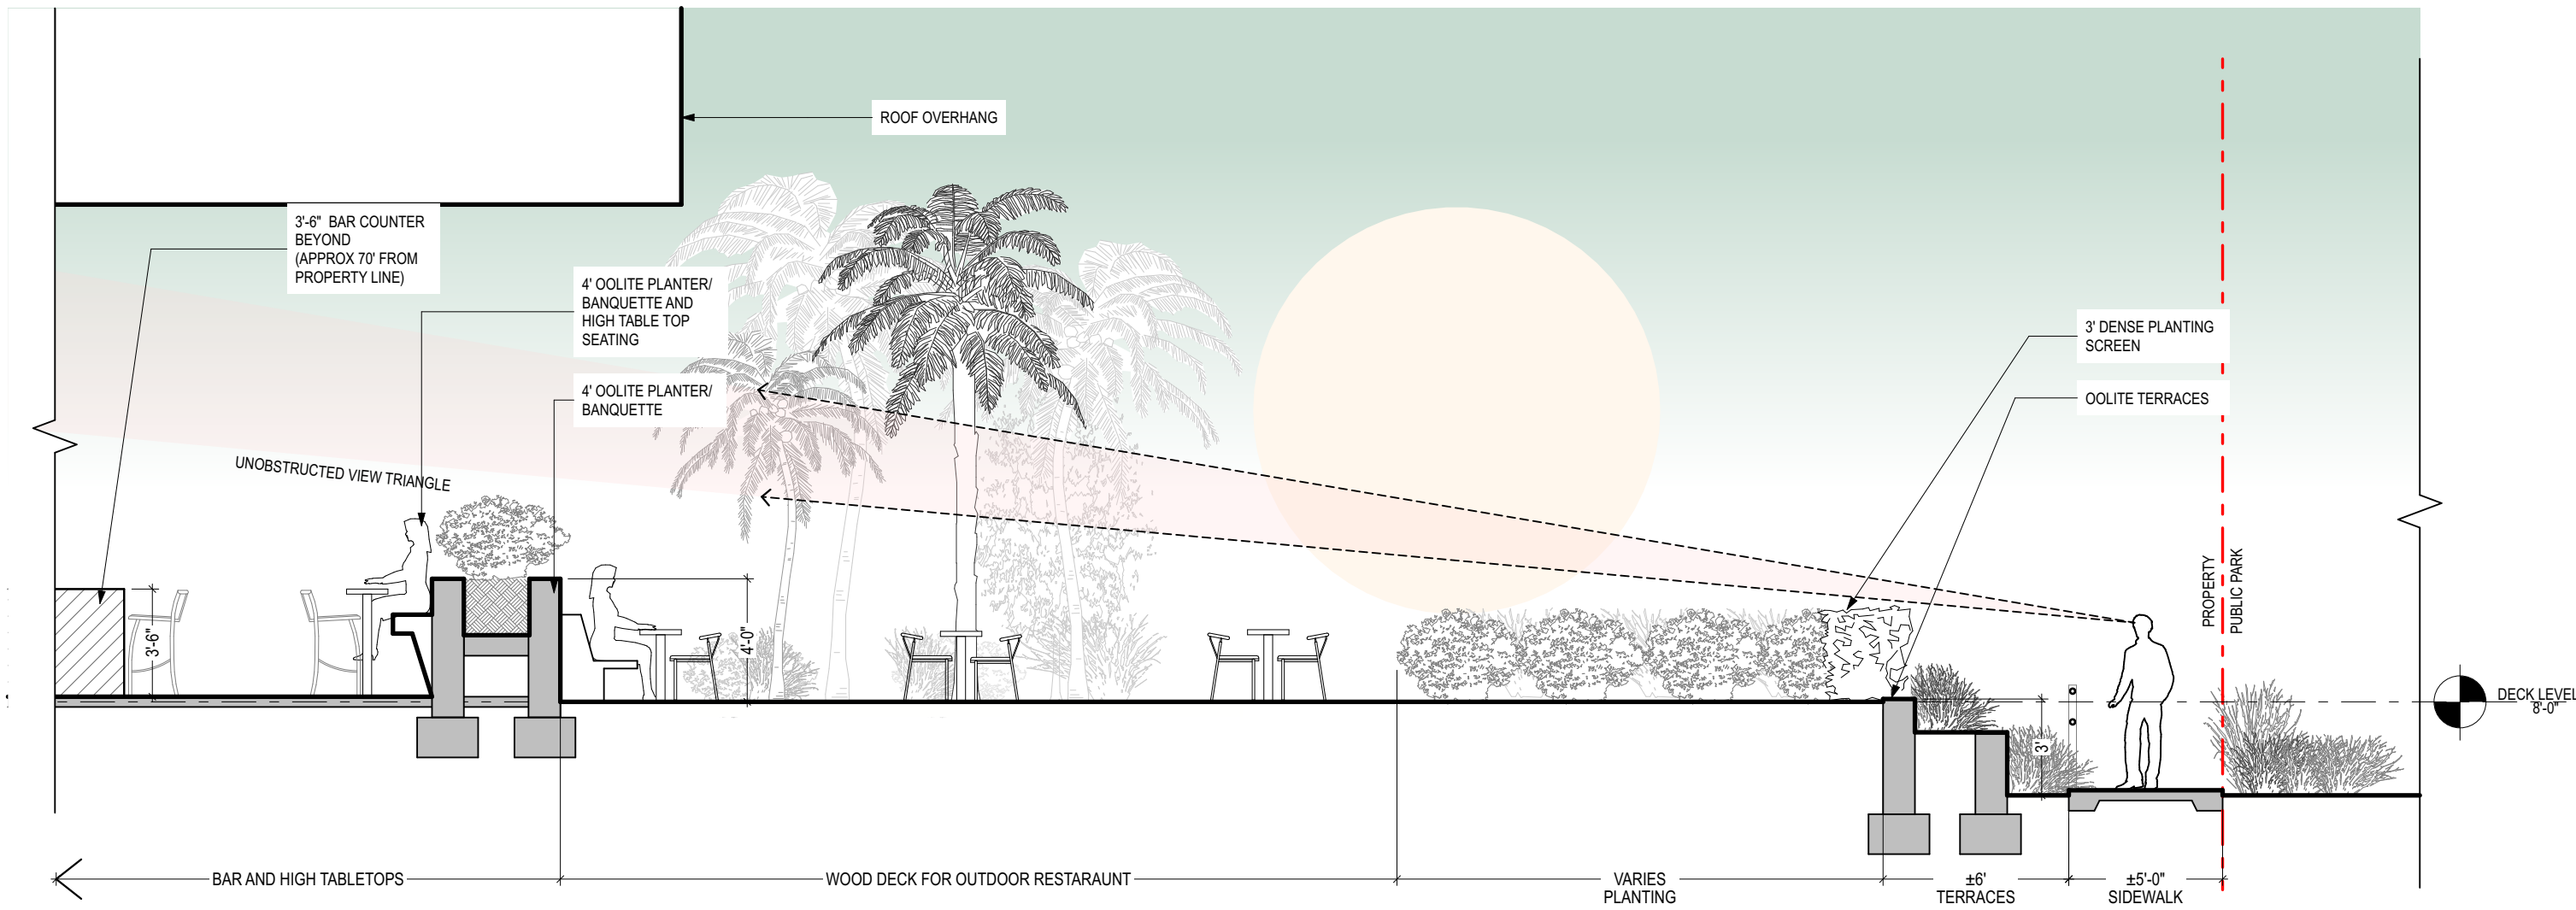 ROOF OVERHANG
3'-6" BAR COUNTER
BEYOND
(APPROX 70' FROM
PROPERTY LINE)
4' OOLITE PLANTER/
BANQUETTE AND
HIGH TABLE TOP
SEATING
4' OOLITE PLANTER/
BANQUETTE
3' DENSE PLANTING
SCREEN
OOLITE TERRACES
UNOBSTRUCTED VIEW TRIANGLE
PROPERTY
PUBLIC PARK
3'-6"
4'-0"
3'
DECK LEVEL
8'-0"
BAR AND HIGH TABLETOPS
WOOD DECK FOR OUTDOOR RESTARAUNT
VARIES
PLANTING
±6'
TERRACES
±5'-0"
SIDEWALK